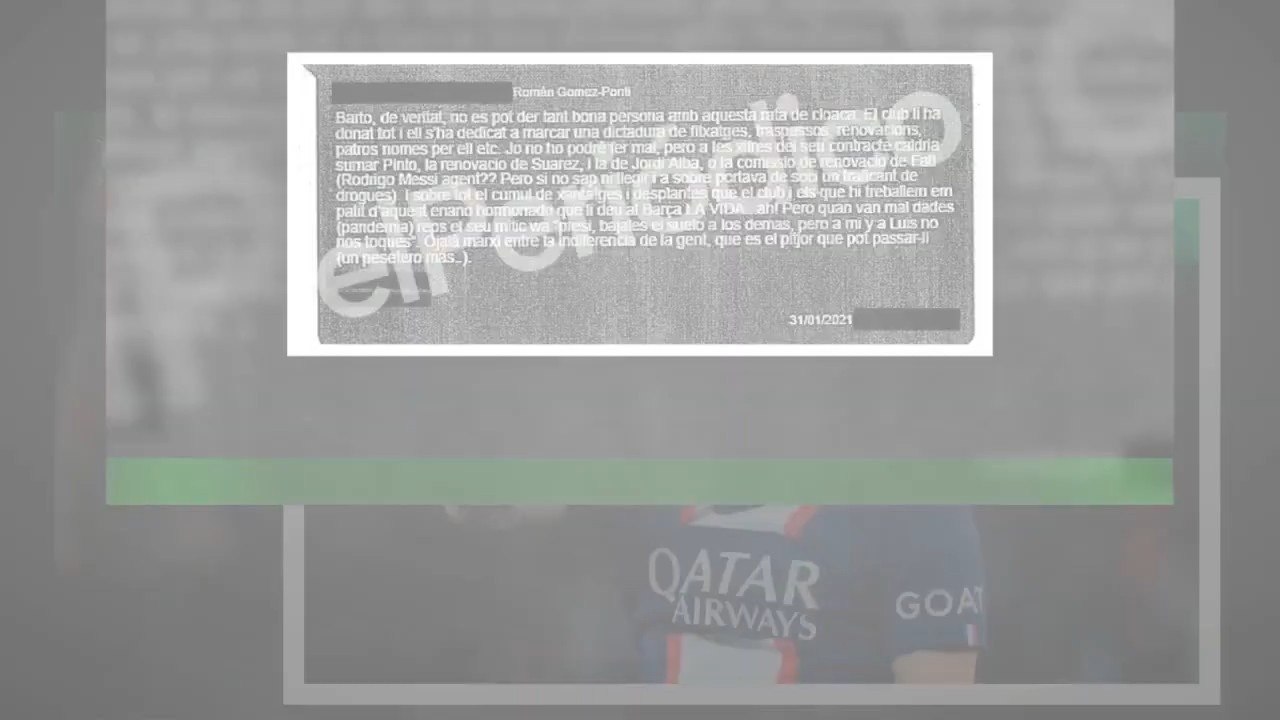 Román Gomez-Ponti
Barto, de veritat, no es pot der tant bona persona amb aquesta rata de cloaca. El club li ha
donat tot i ell s'ha dedicat a marcar una dictadura de fitxatges, traspassos, renovacions,
patros nomes per ell etc. Jo no ho podre fer mai, pero a les xifres del seu contracte caldria
sumar Pinto, la renovacio de Suarez, i la de Jordi Alba, o la comissio de renovacio de Fati
(Rodrigo Messi agent?? Pero si no sap ni llegir i a sobre portava de soci un traficant de
drogues) i sobre tot el cumul de xantatges i desplantes que el club i els que hi treballem em
patit d'aquest enano hormonado que li deu al Barça LA VIDA...ah! Pero quan van mal dades
(pandemia) reps el seu mitic wa "presi, bajales el sueldo a los demas, pero a mi y a Luis no
nos toques". Ojalà marxi entre la indiferencia de la gent, que es el pitjor que pot passar-li
(un pesetero mas..).
31/01/2021
ell Periódico
QATAR
AIRWAYS
GOAT